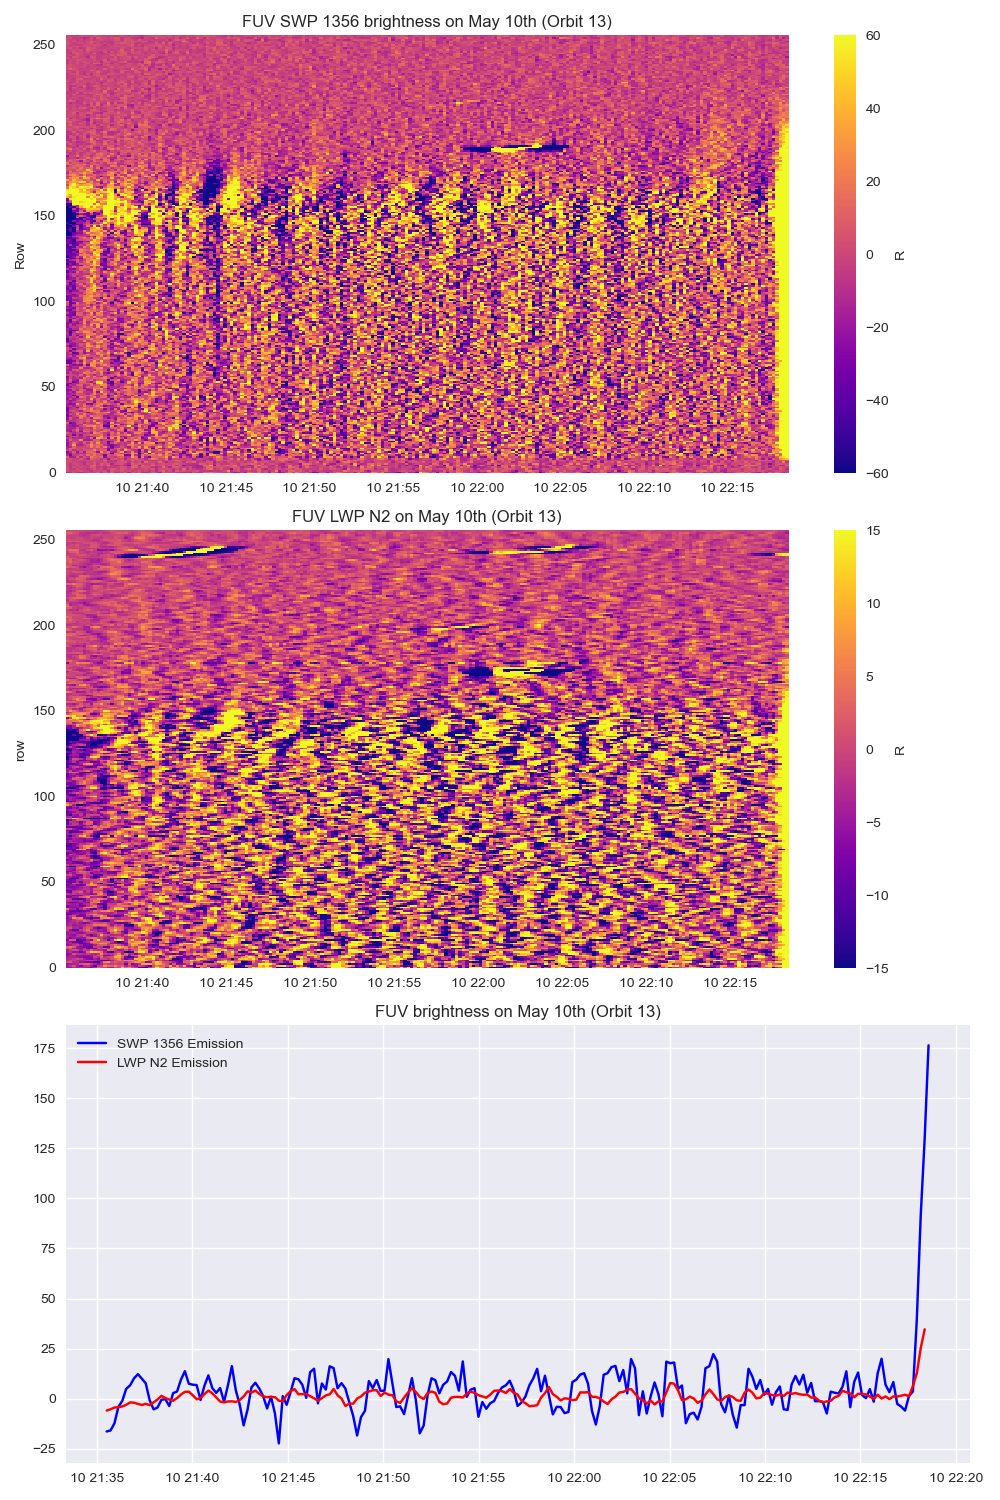 FUV SWP 1356 brightness on May 10th (Orbit 13)
250
200
150
100
50
0
Row
10 21:40 10 21:45 10 21:50 10 21:55 10 22:00 10 22:05 10 22:10 10 22:15
60
40
20
0
−20
−40
−60
R
FUV LWP N2 on May 10th (Orbit 13)
250
200
150
100
50
0
row
10 21:40 10 21:45 10 21:50 10 21:55 10 22:00 10 22:05 10 22:10 10 22:15
15
10
5
0
−5
−10
−15
R
FUV brightness on May 10th (Orbit 13)
SWP 1356 Emission
LWP N2 Emission
175
150
125
100
75
50
25
0
−25
10 21:35 10 21:40 10 21:45 10 21:50 10 21:55 10 22:00 10 22:05 10 22:10 10 22:15 10 22:20